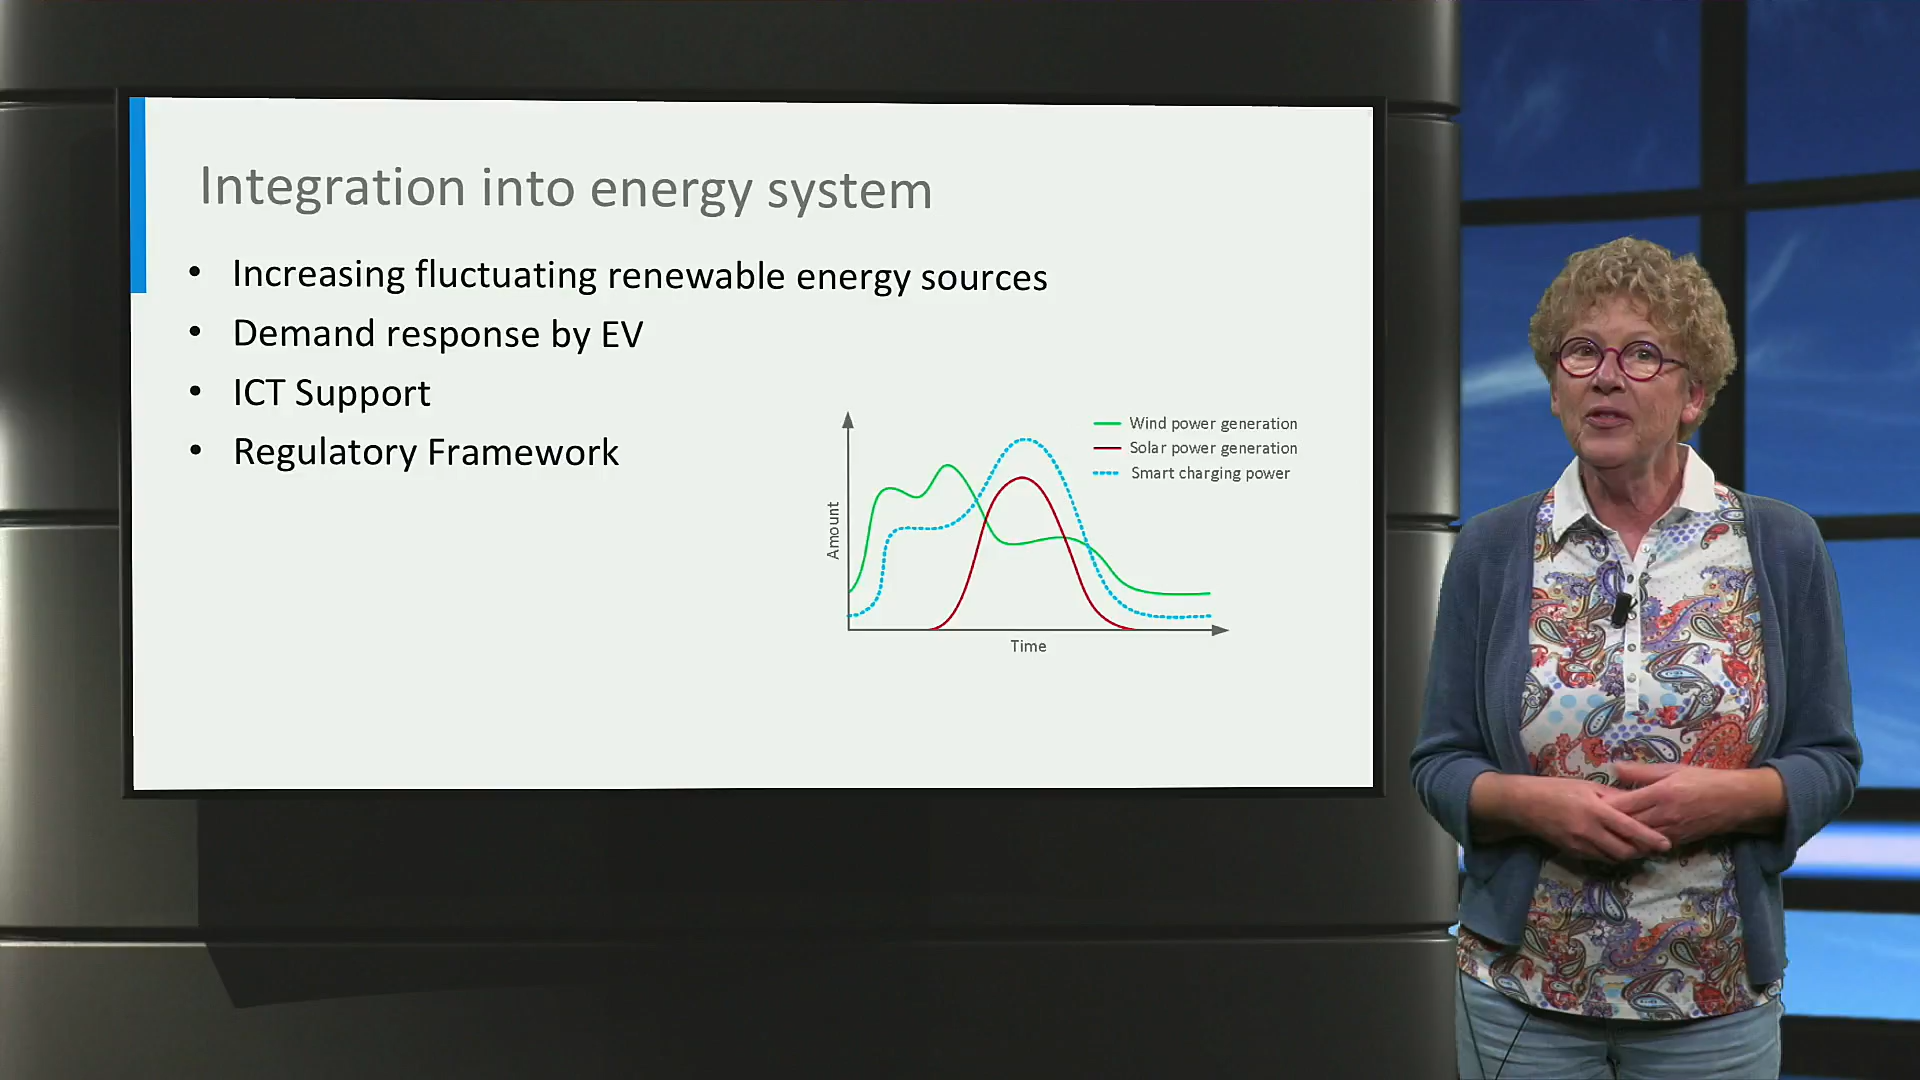 Integration into energy system
• Increasing fluctuating renewable energy sources
• Demand response by EV
• ICT Support
• Regulatory Framework
Wind power generation
Solar power generation
Smart charging power
Amount
Time